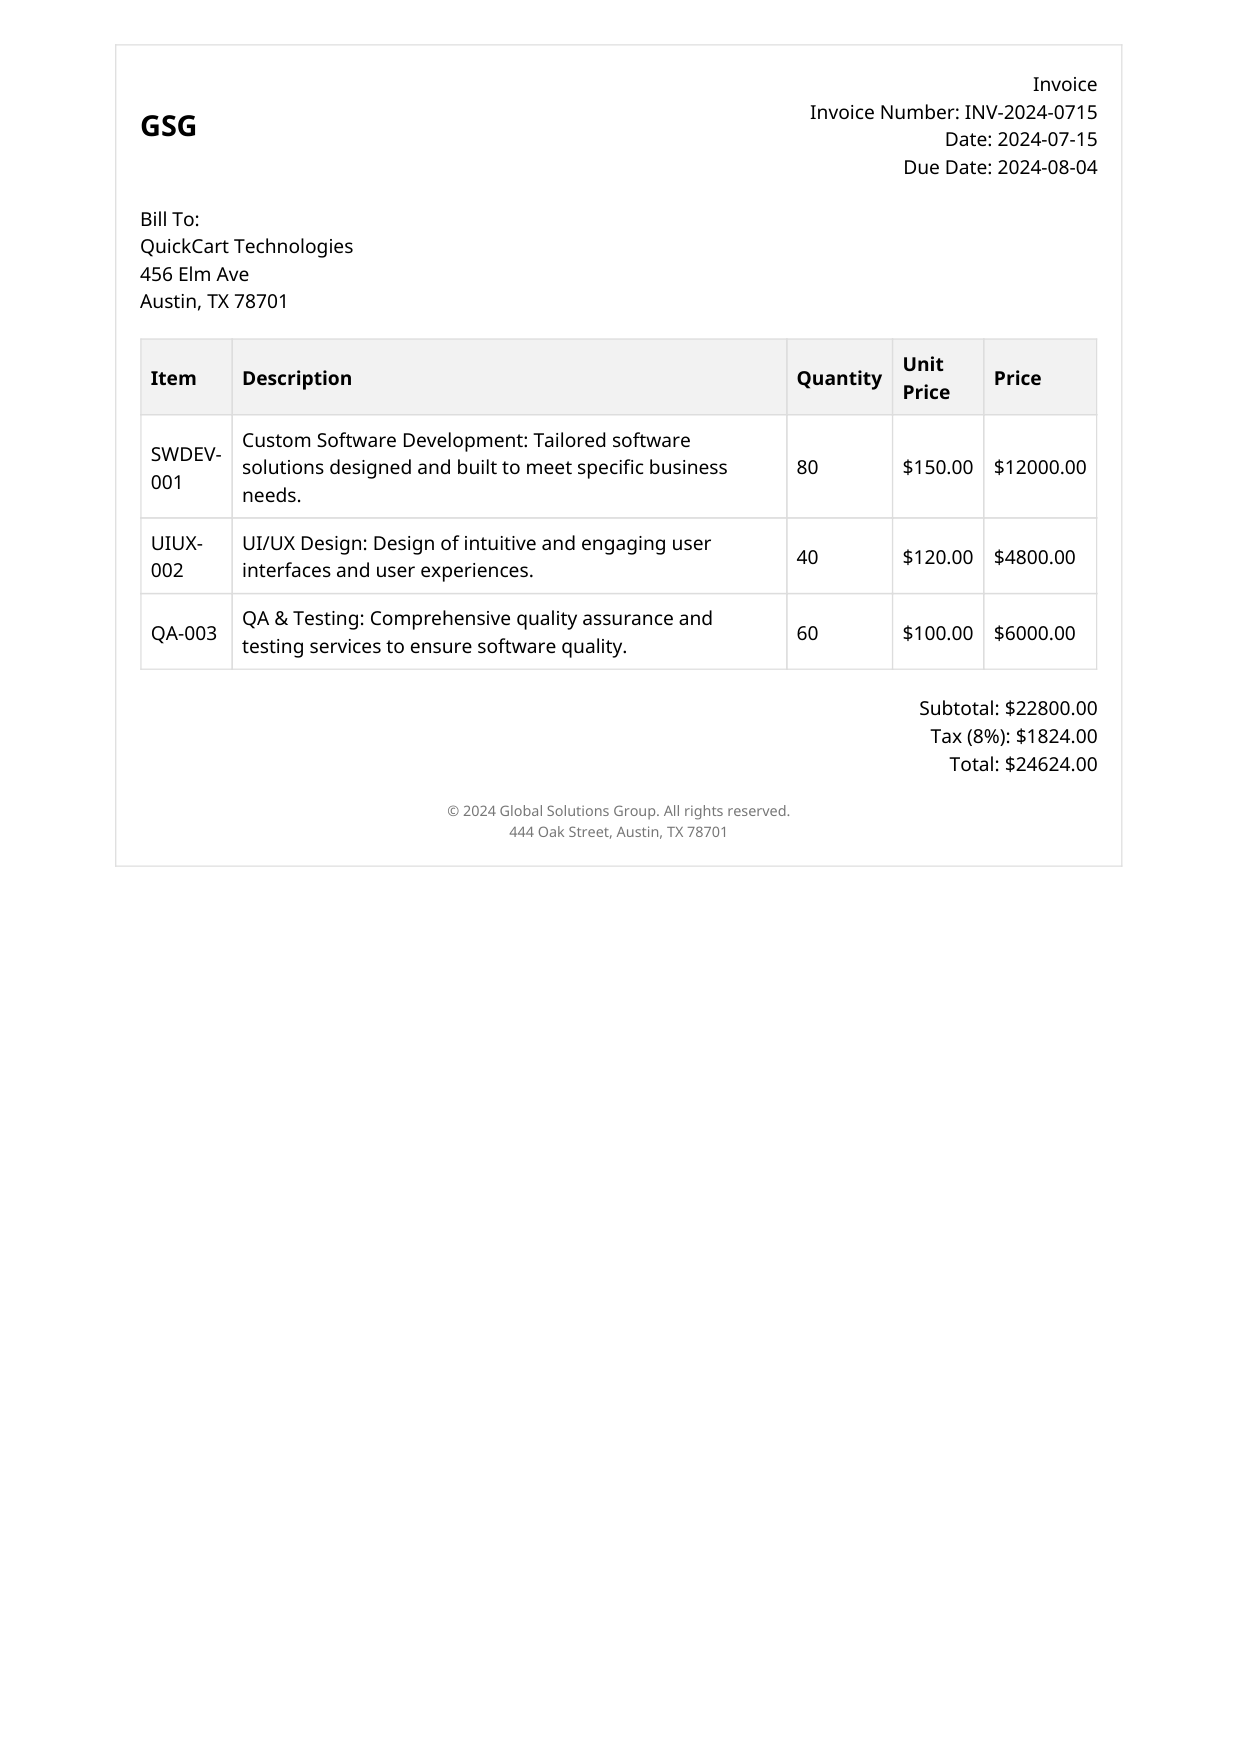 GSG
Invoice
Invoice Number: INV-2024-0715
Date: 2024-07-15
Due Date: 2024-08-04
Bill To:
QuickCart Technologies
456 Elm Ave
Austin, TX 78701
Item Description Quantity Unit Price Price
SWDEV-001 Custom Software Development: Tailored software solutions designed and built to meet specific business needs. 80 $150.00 $12000.00
UIUX-002 UI/UX Design: Design of intuitive and engaging user interfaces and user experiences. 40 $120.00 $4800.00
QA-003 QA & Testing: Comprehensive quality assurance and testing services to ensure software quality. 60 $100.00 $6000.00
Subtotal: $22800.00
Tax (8%): $1824.00
Total: $24624.00
© 2024 Global Solutions Group. All rights reserved.
444 Oak Street, Austin, TX 78701